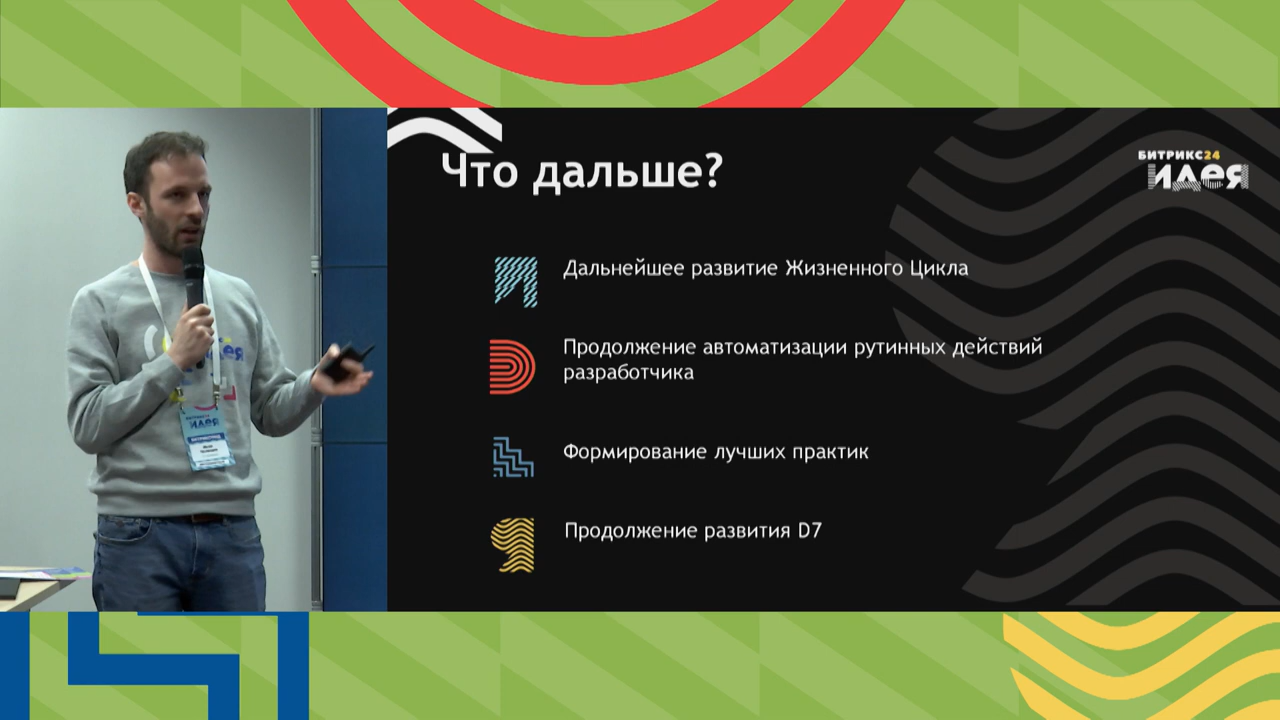 Что дальше?
БИТРИКС24
идея
Дальнейшее развитие Жизненного Цикла
Продолжение автоматизации рутинных действий
разработчика
Формирование лучших практик
Продолжение развития D7
идея